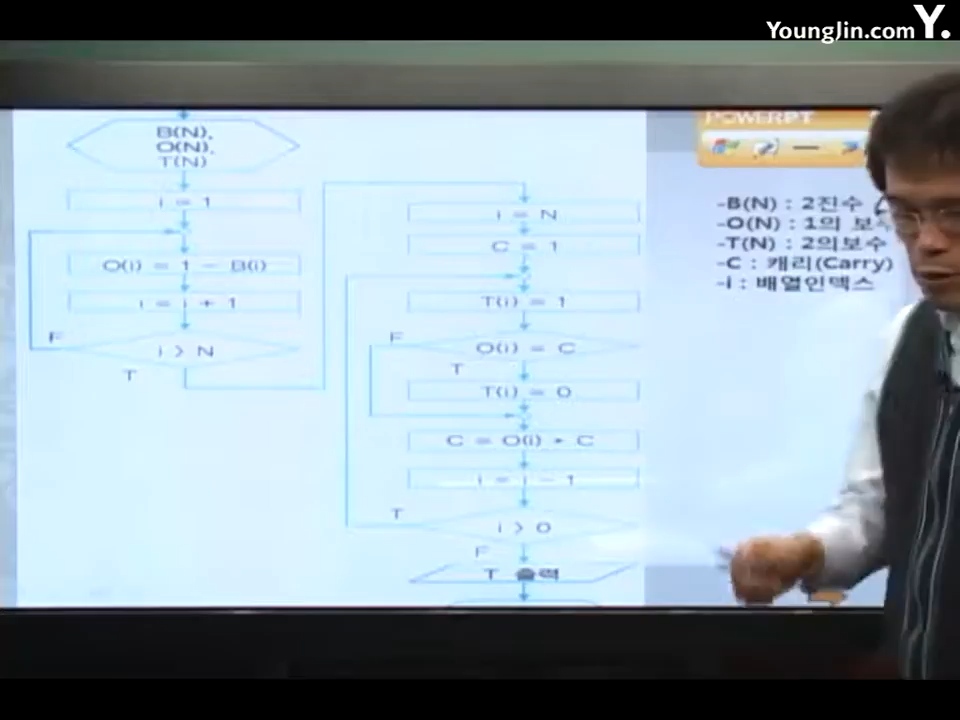 YoungJin.com Y.
B(N),
O(N),
T(N)
i = 1
O(i) = 1 - B(i)
i = i + 1
F
i > N
T
i = N
C = 1
T(i) = 1
F
O(i) = C
T
T(i) = 0
C = O(i) * C
i = i - 1
T
i > 0
F
T 출력
POWERPT
-B(N) : 2진수
-O(N) : 1의 보수
-T(N) : 2의보수
-C : 캐리(Carry)
-i : 배열인덱스